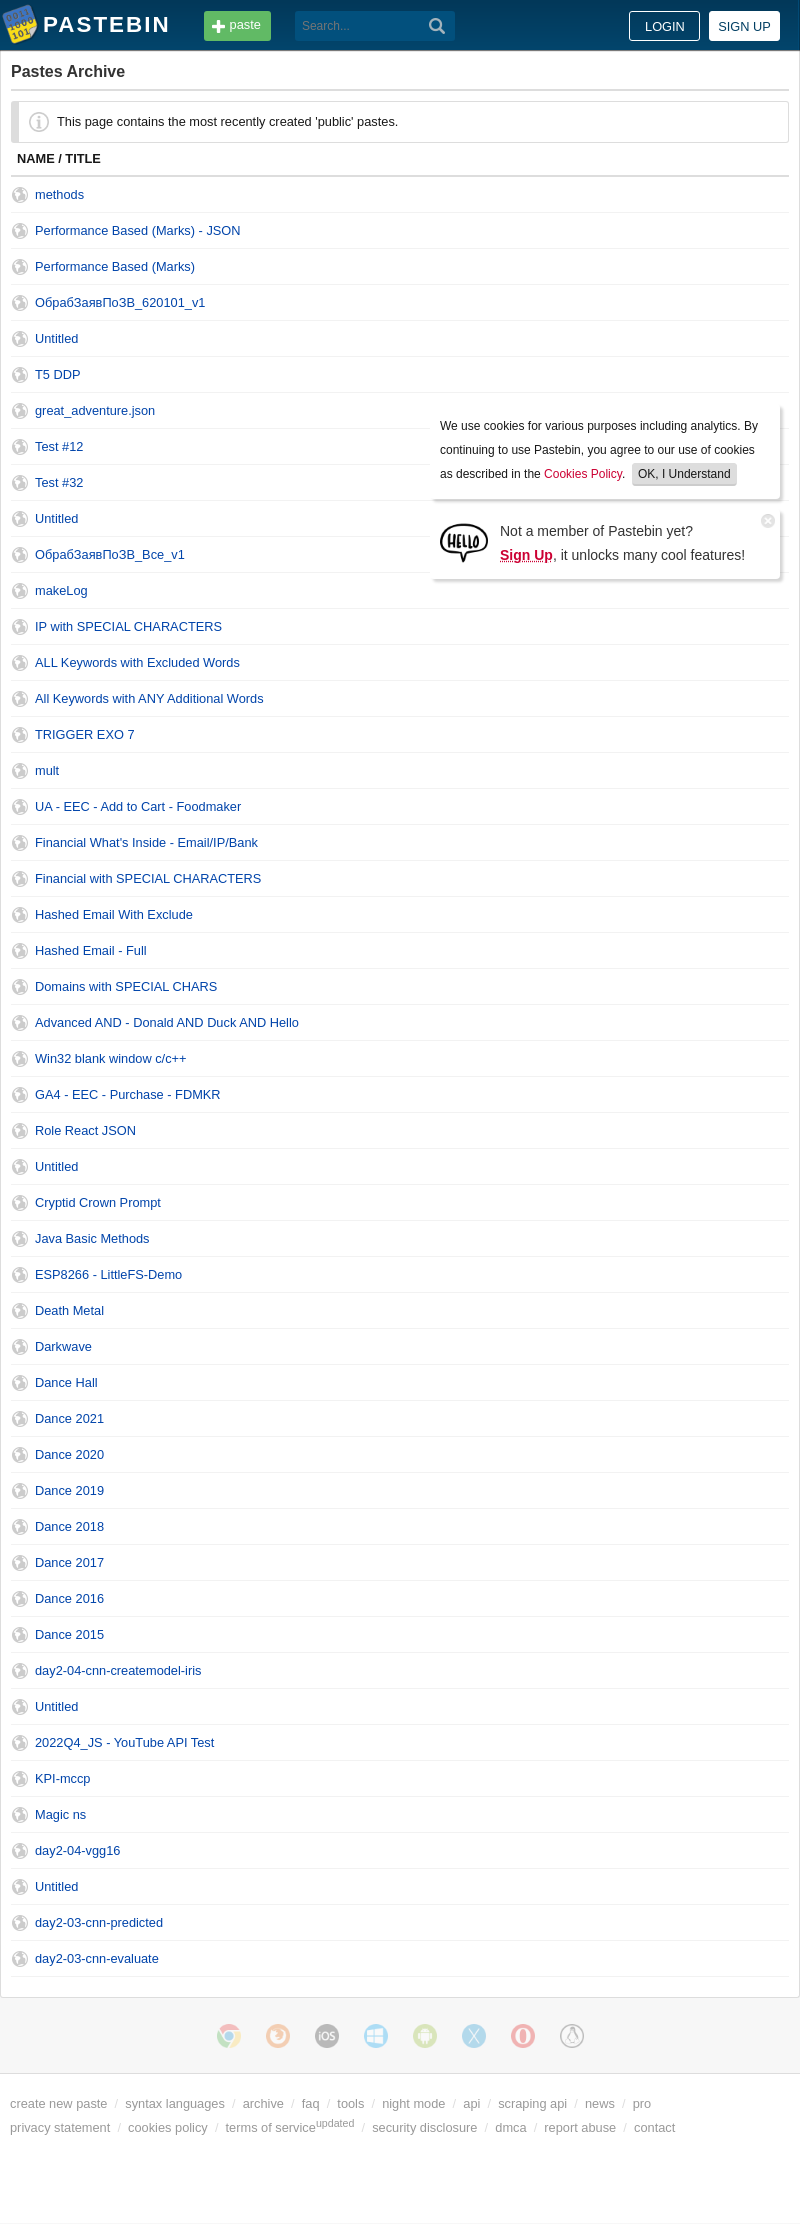 PASTEBIN
paste
Search...
LOGIN
SIGN UP
Pastes Archive
This page contains the most recently created 'public' pastes.
NAME / TITLE
methods
Performance Based (Marks) - JSON
Performance Based (Marks)
ОбрабЗаявПоЗВ_620101_v1
Untitled
T5 DDP
great_adventure.json
Test #12
Test #32
Untitled
ОбрабЗаявПоЗВ_Все_v1
makeLog
We use cookies for various purposes including analytics. By
continuing to use Pastebin, you agree to our use of cookies
as described in the Cookies Policy. OK, I Understand
HELLO
Not a member of Pastebin yet?
Sign Up, it unlocks many cool features!
IP with SPECIAL CHARACTERS
ALL Keywords with Excluded Words
All Keywords with ANY Additional Words
TRIGGER EXO 7
mult
UA - EEC - Add to Cart - Foodmaker
Financial What's Inside - Email/IP/Bank
Financial with SPECIAL CHARACTERS
Hashed Email With Exclude
Hashed Email - Full
Domains with SPECIAL CHARS
Advanced AND - Donald AND Duck AND Hello
Win32 blank window c/c++
GA4 - EEC - Purchase - FDMKR
Role React JSON
Untitled
Cryptid Crown Prompt
Java Basic Methods
ESP8266 - LittleFS-Demo
Death Metal
Darkwave
Dance Hall
Dance 2021
Dance 2020
Dance 2019
Dance 2018
Dance 2017
Dance 2016
Dance 2015
day2-04-cnn-createmodel-iris
Untitled
2022Q4_JS - YouTube API Test
KPI-mccp
Magic ns
day2-04-vgg16
Untitled
day2-03-cnn-predicted
day2-03-cnn-evaluate
iOS
create new paste / syntax languages / archive / faq / tools / night mode / api / scraping api / news / pro
privacy statement / cookies policy / terms of service updated / security disclosure / dmca / report abuse / contact